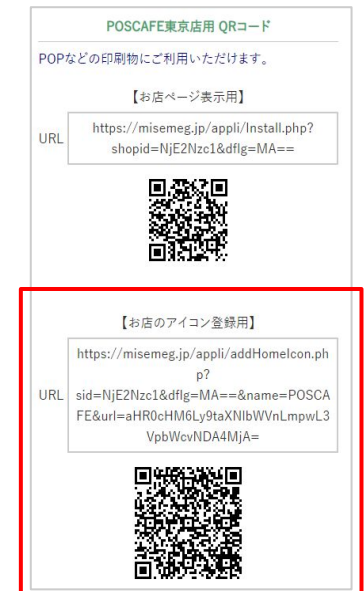 POSCAFE東京店用 QRコード
POPなどの印刷物にご利用いただけます。
【お店ページ表示用】
URL
https://misemeg.jp/appli/Install.php?
shopid=NjE2Nzc1&dflg=MA==
【お店のアイコン登録用】
URL
https://misemeg.jp/appli/addHomeIcon.ph
p?
sid=NjE2Nzc1&dflg=MA==&name=POSCA
FE&url=aHR0cHM6Ly9taXNlbWVnLmpwL3
VpbWcvNDA4MjA=